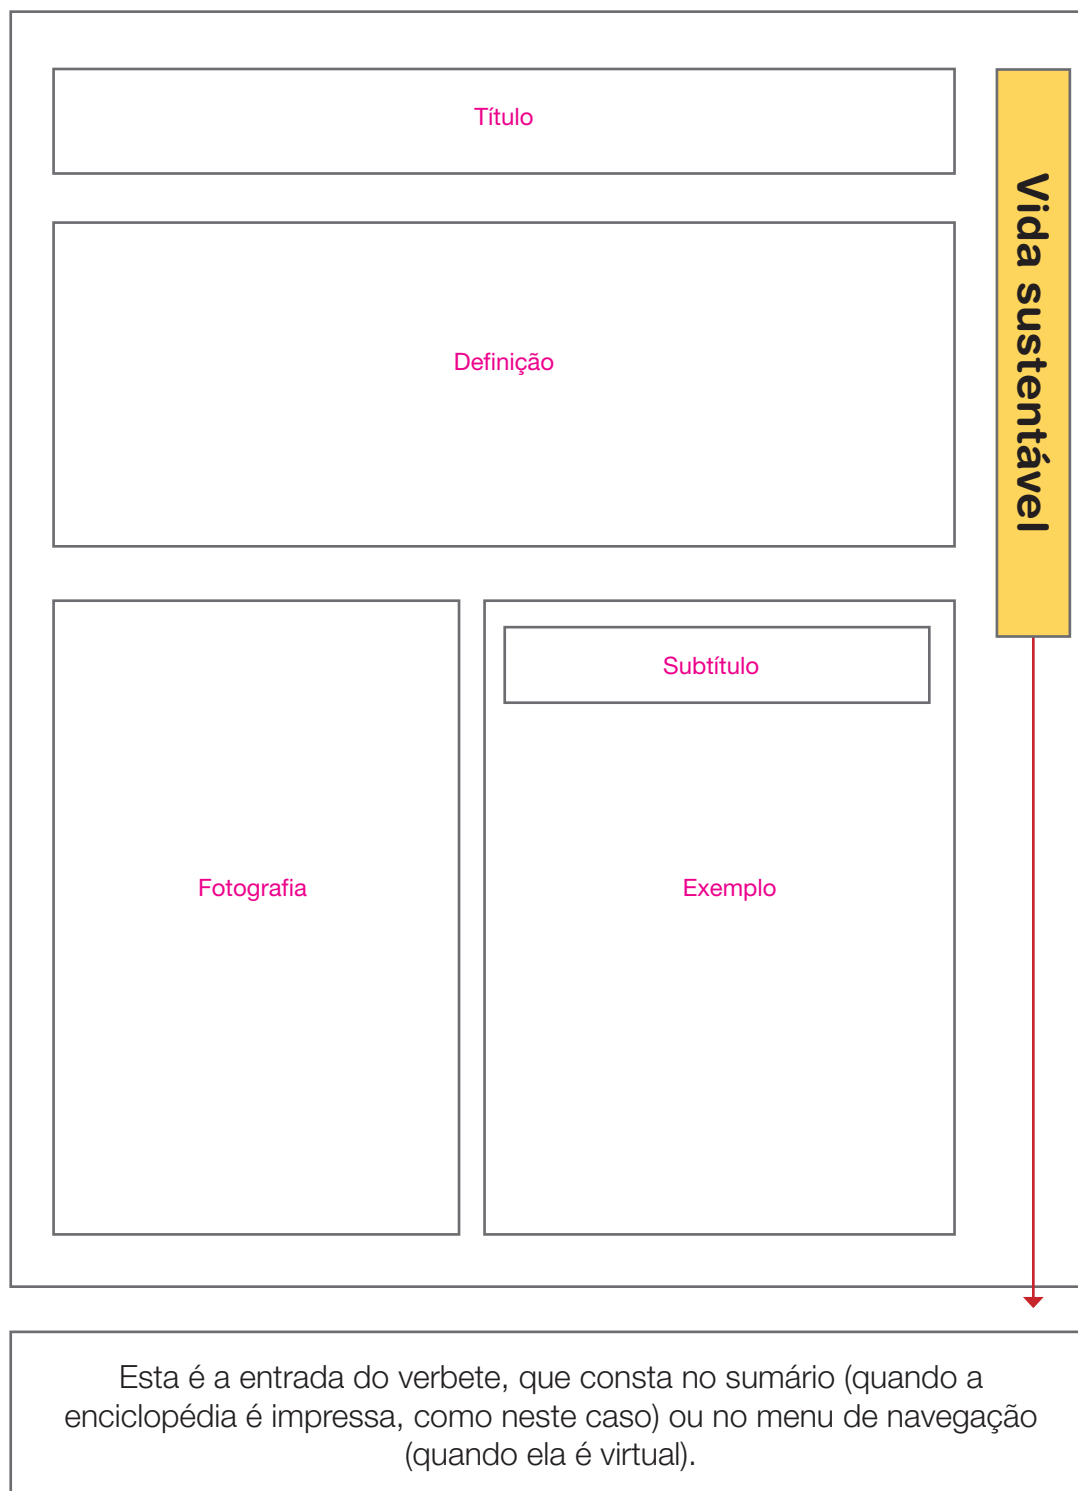 Título
Vida sustentável
Definição
Subtítulo
Fotografia
Exemplo
Esta é a entrada do verbete, que consta no sumário (quando a
enciclopédia é impressa, como neste caso) ou no menu de navegação
(quando ela é virtual).